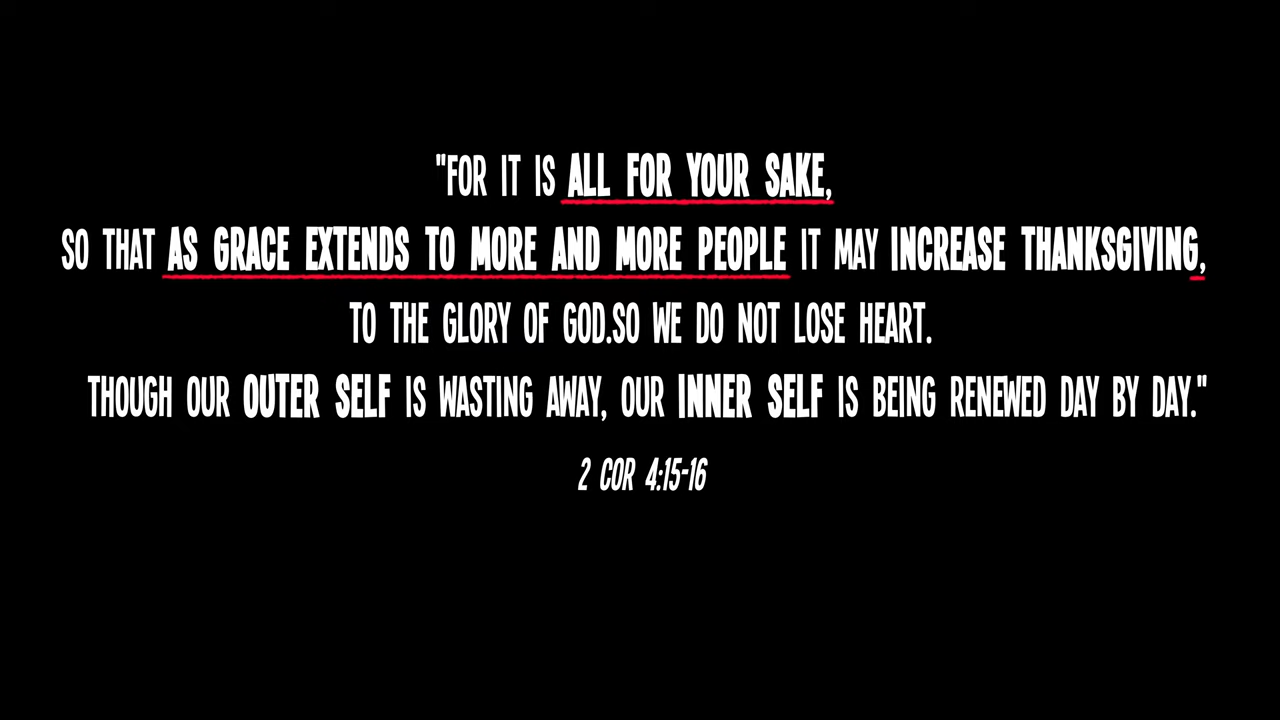 "FOR IT IS ALL FOR YOUR SAKE,
SO THAT AS GRACE EXTENDS TO MORE AND MORE PEOPLE IT MAY INCREASE THANKSGIVING,
TO THE GLORY OF GOD.SO WE DO NOT LOSE HEART.
THOUGH OUR OUTER SELF IS WASTING AWAY, OUR INNER SELF IS BEING RENEWED DAY BY DAY."
2 COR 4:15-16